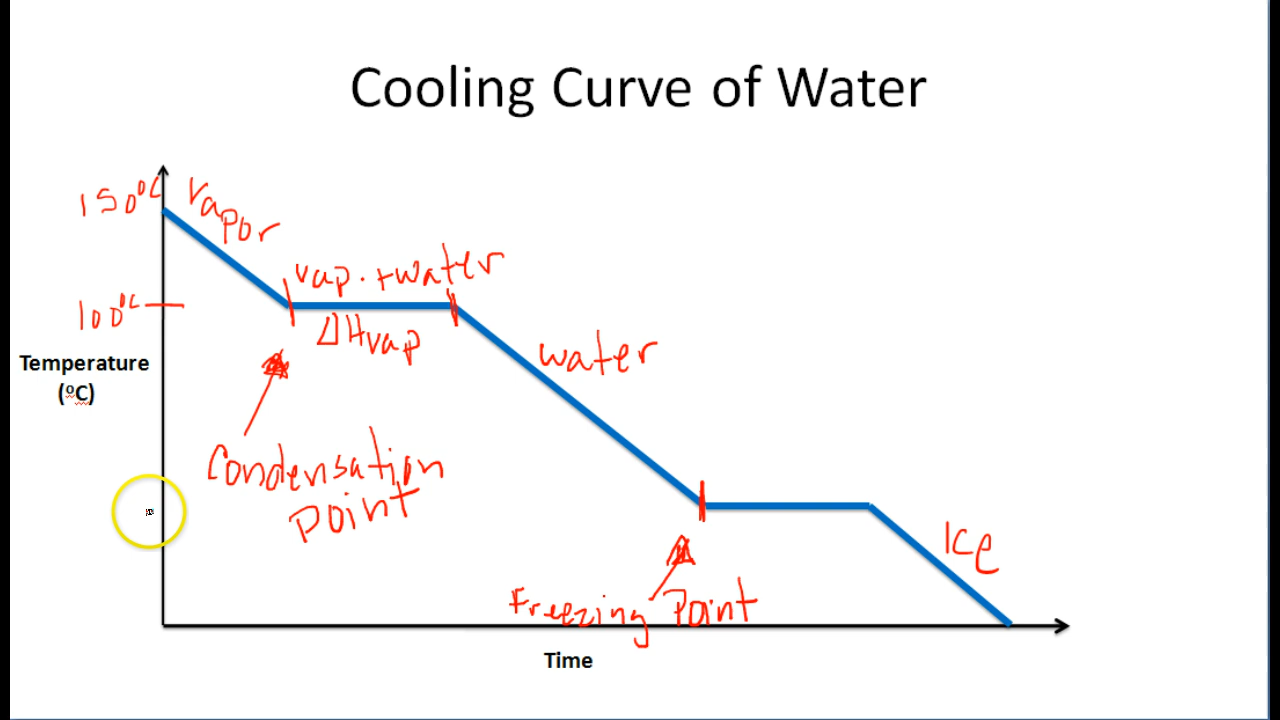 Cooling Curve of Water
150°C
vapor
vap. + water
100°C
ΔHvap
Temperature
(ºC)
water
Condensation
Point
Ice
Freezing Point
Time